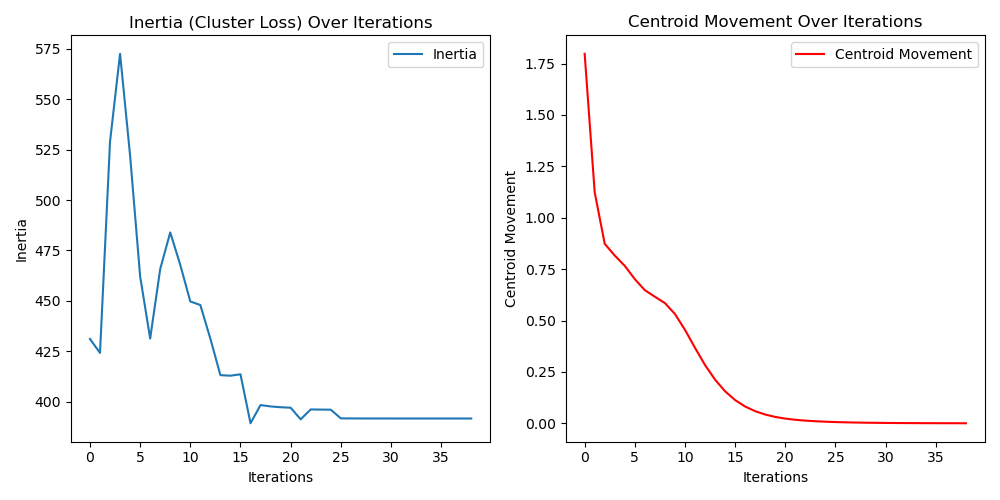 Inertia (Cluster Loss) Over Iterations
Inertia
575
550
525
500
475
450
425
400
Inertia
0 5 10 15 20 25 30 35
Iterations
Centroid Movement Over Iterations
Centroid Movement
1.75
1.50
1.25
1.00
0.75
0.50
0.25
0.00
Centroid Movement
0 5 10 15 20 25 30 35
Iterations